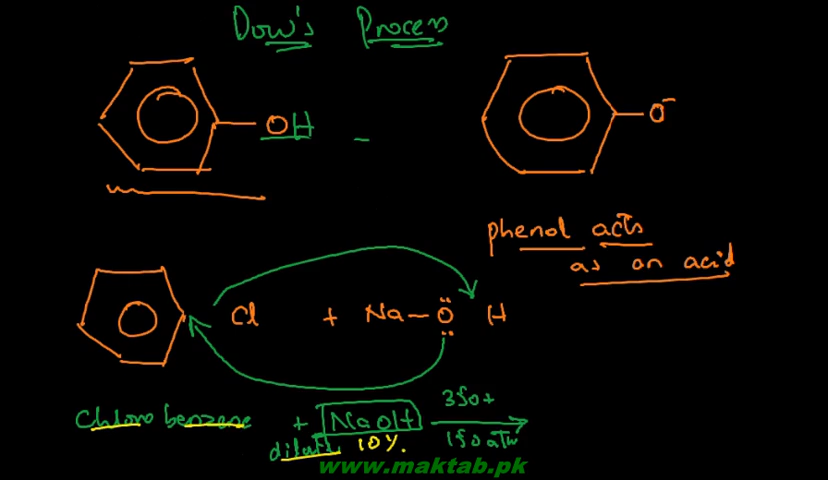 Dow's Process
OH
O⁻
phenol acts
as an acid
Cl + Na–O H
Chloro benzene + NaOH
350+
150 atm
dilute 10%.
www.maktab.pk